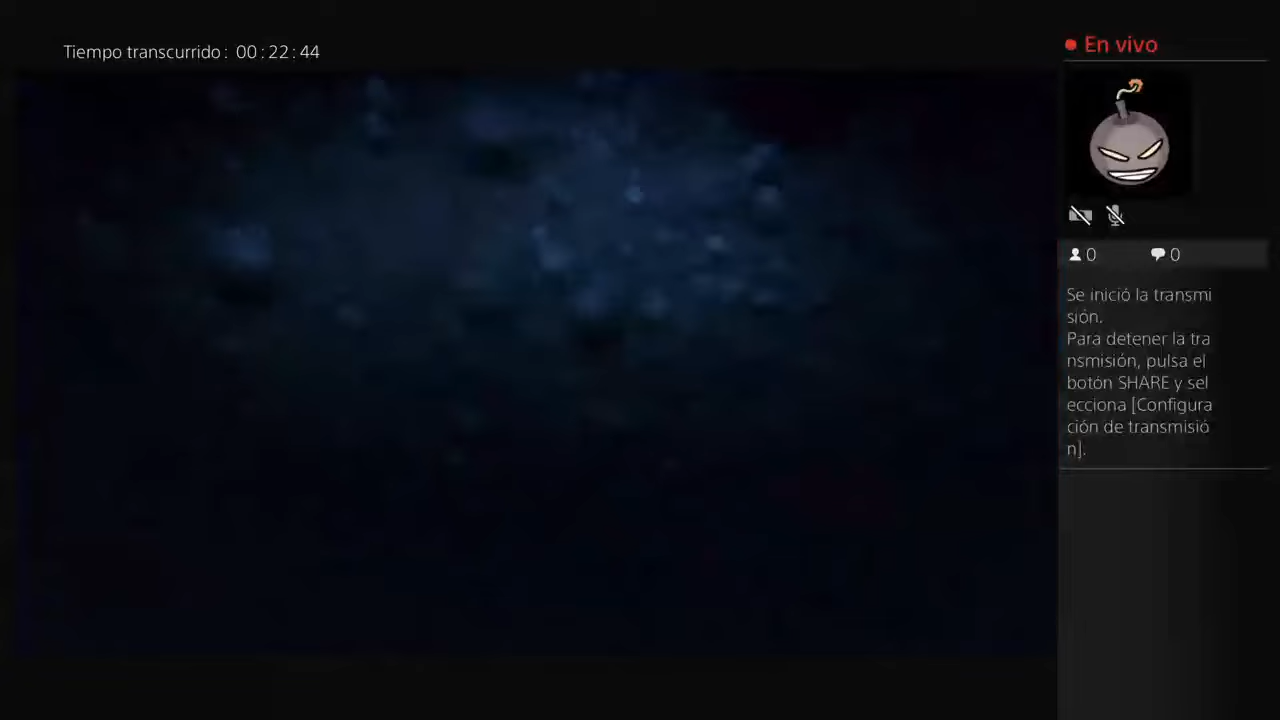 Tiempo transcurrido: 00:22:44
En vivo
0 0
Se inició la transmi
sión.
Para detener la tra
nsmisión, pulsa el
botón SHARE y sel
ecciona [Configura
ción de transmisió
n].